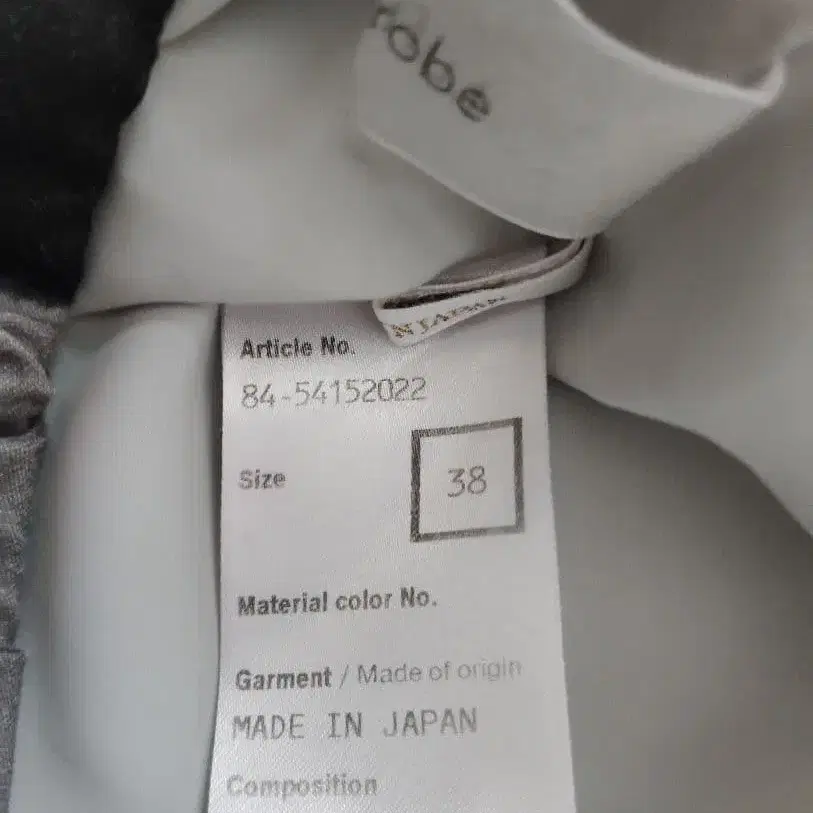 robe
Article No.
84-54152022
Size
38
Material color No.
Garment / Made of origin
MADE IN JAPAN
Composition